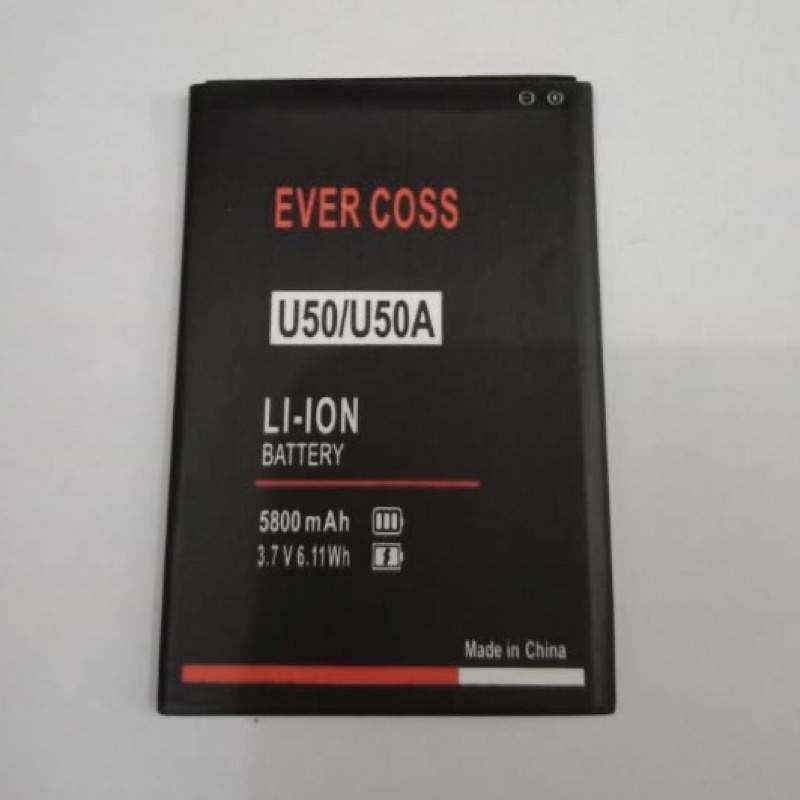 EVER COSS
U50/U50A
LI-ION
BATTERY
5800 mAh
3.7 V 6.11Wh
Made in China